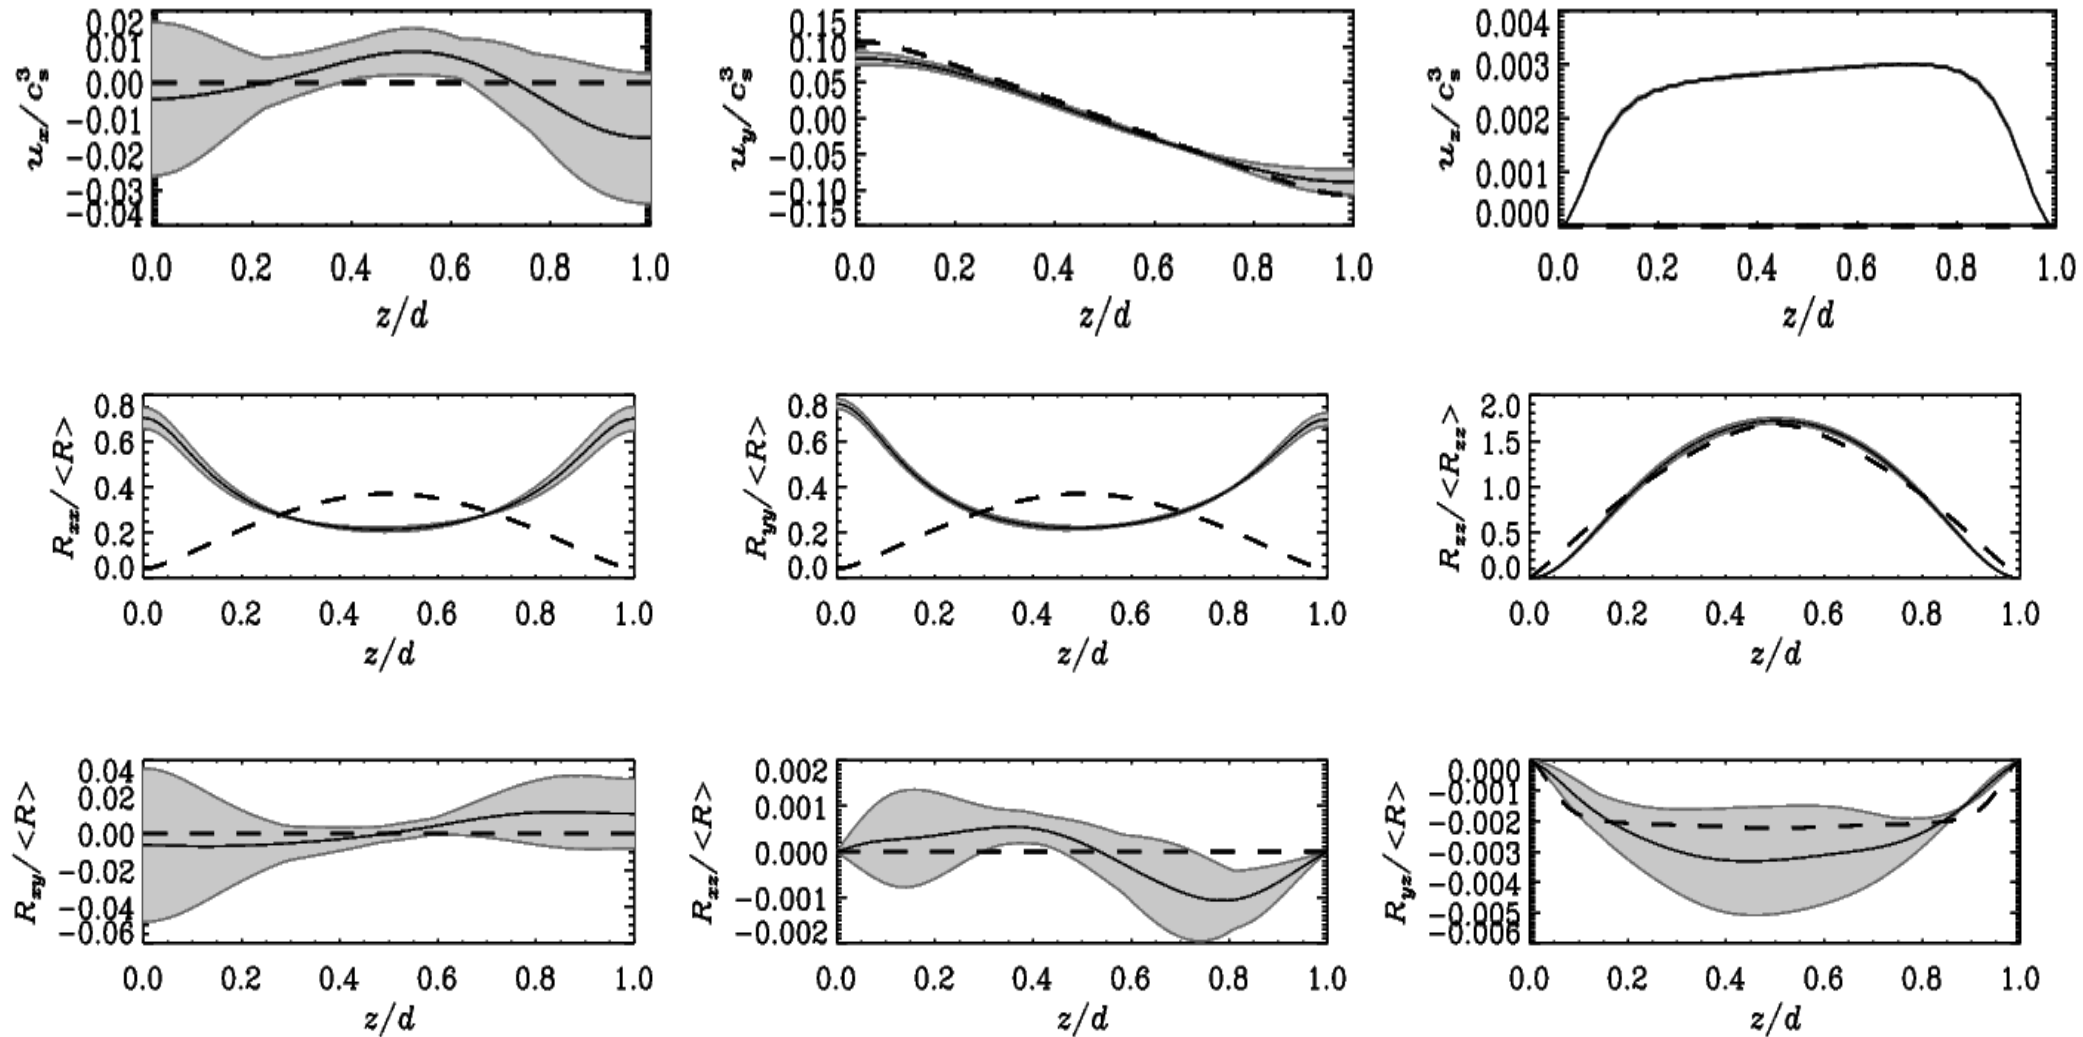 0.02
0.01
0.00
−0.01
−0.02
−0.03
−0.04
u_x/c_s^3
0.0 0.2 0.4 0.6 0.8 1.0
z/d
0.15
0.10
0.05
0.00
−0.05
−0.10
−0.15
u_y/c_s^3
0.0 0.2 0.4 0.6 0.8 1.0
z/d
0.004
0.003
0.002
0.001
0.000
u_z/c_s^3
0.0 0.2 0.4 0.6 0.8 1.0
z/d
0.8
0.6
0.4
0.2
0.0
R_xx/<R>
0.0 0.2 0.4 0.6 0.8 1.0
z/d
0.8
0.6
0.4
0.2
0.0
R_yy/<R>
0.0 0.2 0.4 0.6 0.8 1.0
z/d
2.0
1.5
1.0
0.5
0.0
R_zz/<R_zz>
0.0 0.2 0.4 0.6 0.8 1.0
z/d
0.04
0.02
0.00
−0.02
−0.04
−0.06
R_xy/<R>
0.0 0.2 0.4 0.6 0.8 1.0
z/d
0.002
0.001
0.000
−0.001
−0.002
R_xz/<R>
0.0 0.2 0.4 0.6 0.8 1.0
z/d
0.000
−0.001
−0.002
−0.003
−0.004
−0.005
−0.006
R_yz/<R>
0.0 0.2 0.4 0.6 0.8 1.0
z/d